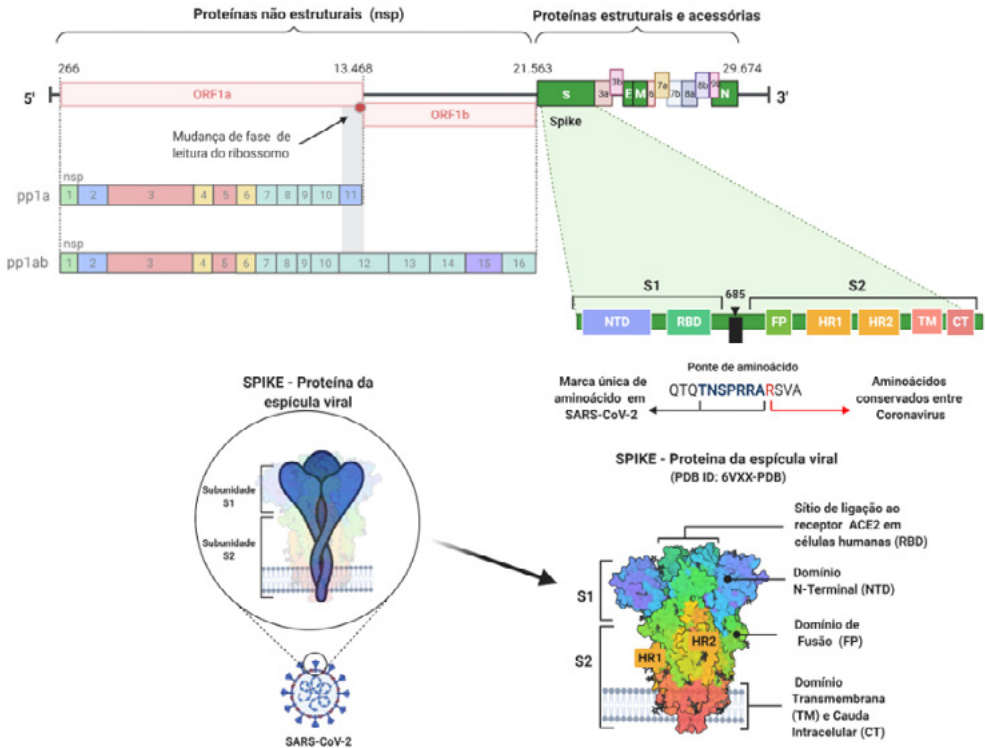 Proteínas não estruturais (nsp)
Proteínas estruturais e acessórias
266
13.468
21.563
29.674
5'
ORF1a
ORF1b
S
3a
3b
E
M
6
7a
7b
8a
8b
N
3'
Spike
Mudança de fase de
leitura do ribossomo
nsp
pp1a
1 2 3 4 5 6 7 8 9 10 11
nsp
pp1ab
1 2 3 4 5 6 7 8 9 10 12 13 14 15 16
S1
685
S2
NTD
RBD
FP
HR1
HR2
TM
CT
Ponte de aminoácido
QTQTNSPRRARSVA
Marca única de
aminoácido em
SARS-CoV-2
Aminoácidos
conservados entre
Coronavirus
SPIKE - Proteína da
espícula viral
Subunidade
S1
Subunidade
S2
SARS-CoV-2
SPIKE - Proteina da espícula viral
(PDB ID: 6VXX-PDB)
S1
S2
HR1
HR2
Sítio de ligação ao
receptor ACE2 em
células humanas (RBD)
Domínio
N-Terminal (NTD)
Domínio de
Fusão (FP)
Domínio
Transmembrana
(TM) e Cauda
Intracelular (CT)